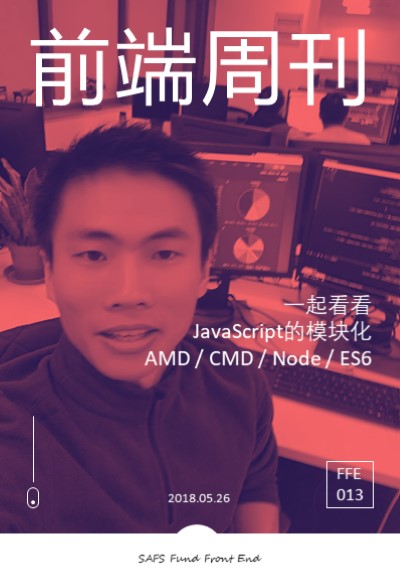 前端周刊
一起看看
JavaScript的模块化
AMD / CMD / Node / ES6
FFE
013
2018.05.26
SAFS Fund Front End